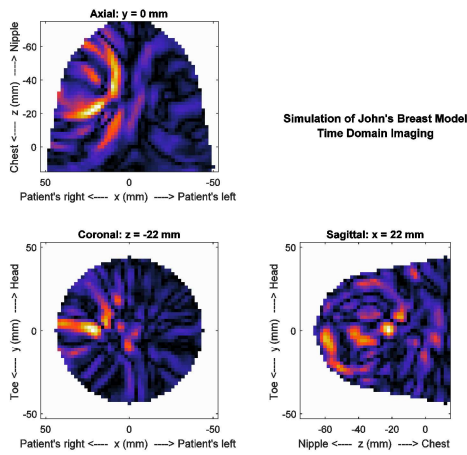 Axial: y = 0 mm
Chest <---- z (mm) ----> Nipple
-60
-40
-20
0
50 0 -50
Patient's right <---- x (mm) ----> Patient's left
Simulation of John's Breast Model
Time Domain Imaging
Coronal: z = -22 mm
Toe <---- y (mm) ----> Head
50
0
-50
50 0 -50
Patient's right <---- x (mm) ----> Patient's left
Sagittal: x = 22 mm
Toe <---- y (mm) ----> Head
50
0
-50
-60 -40 -20 0
Nipple <---- z (mm) ----> Chest